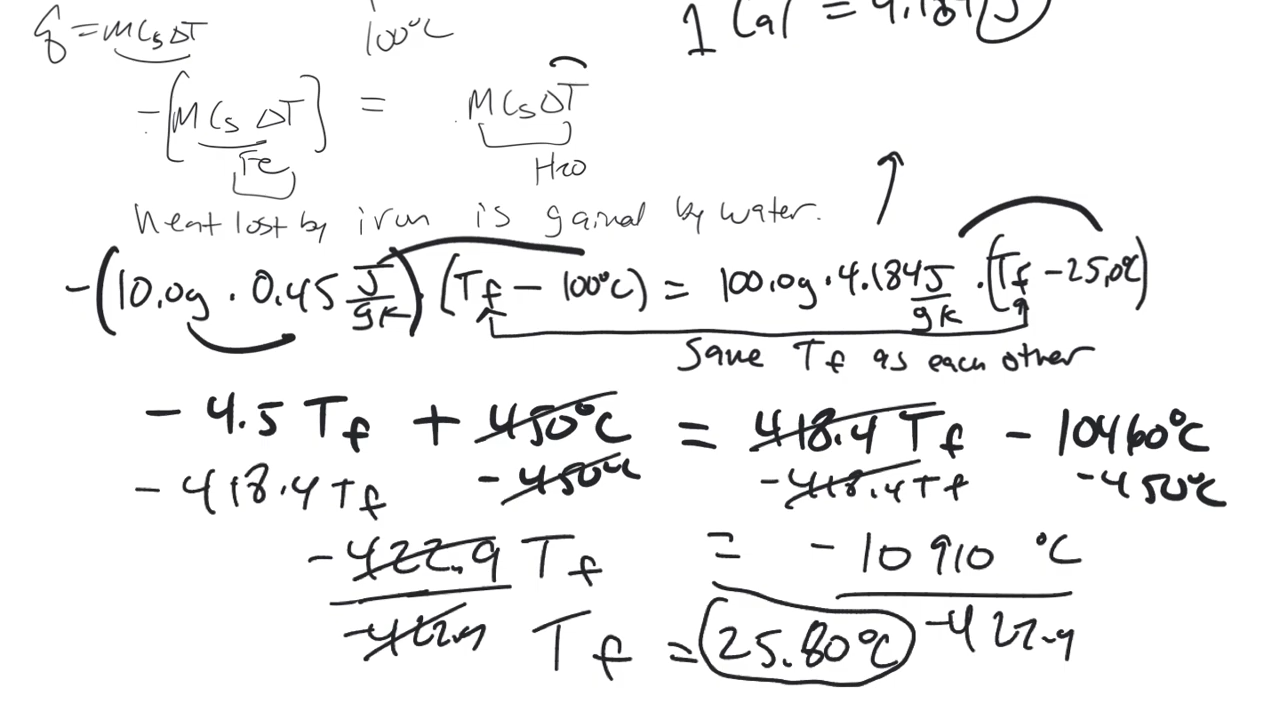 q = mCsΔT
100°C
1 Cal = 4.184 J
-[MCsΔT] = MCsΔT
Fe H2O
heat lost by iron is gained by water.
-(10.0g · 0.45 J/gK) · (Tf - 100°C) = 100.0g · 4.184 J/gK · (Tf - 25.0°C)
Same Tf as each other
- 4.5 Tf + 450°C = 418.4 Tf - 10460°C
- 418.4 Tf - 450°C - 418.4 Tf - 450°C
- 422.9 Tf = - 10910 °C
-422.9 Tf = 25.80°C -422.9